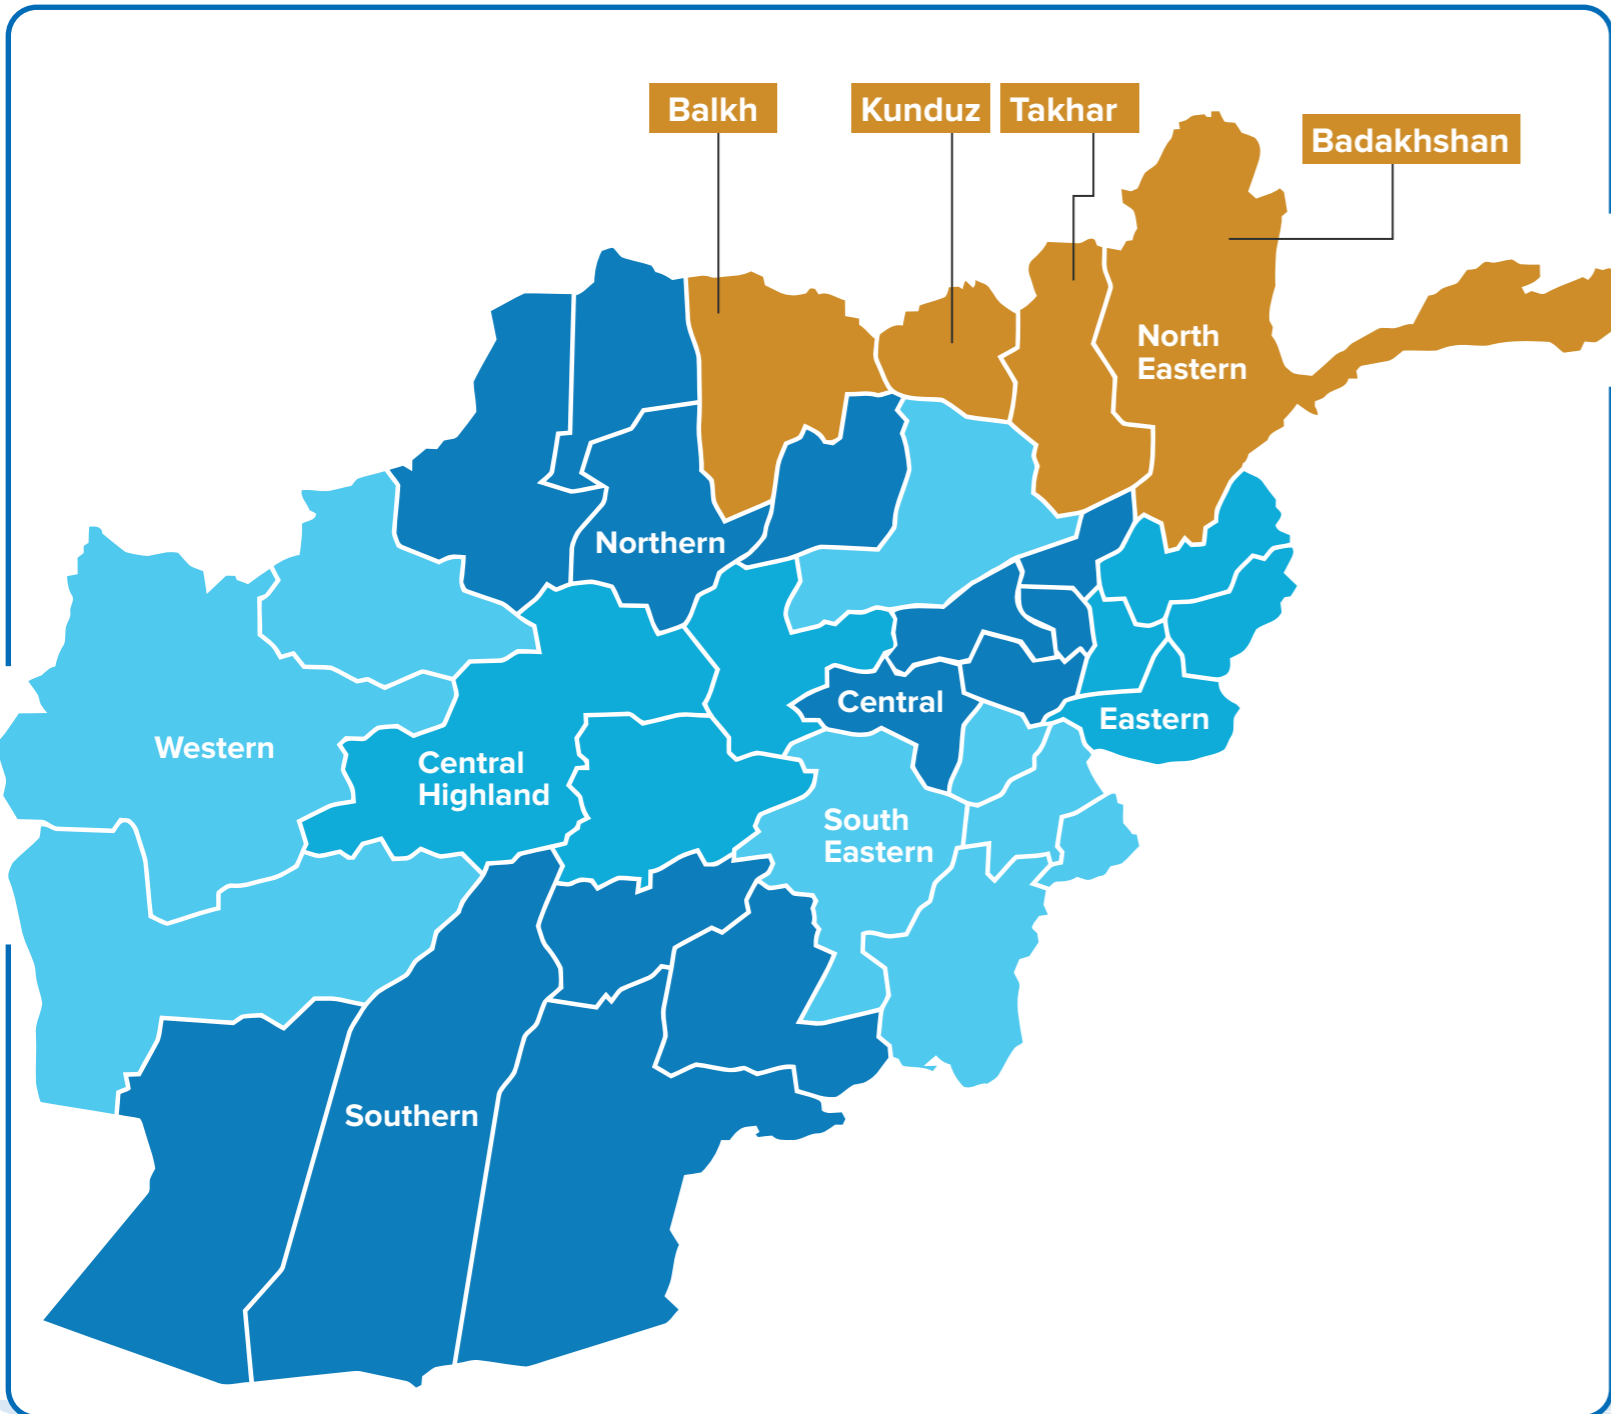 Balkh
Kunduz
Takhar
Badakhshan
North
Eastern
Northern
Central
Eastern
Western
Central
Highland
South
Eastern
Southern